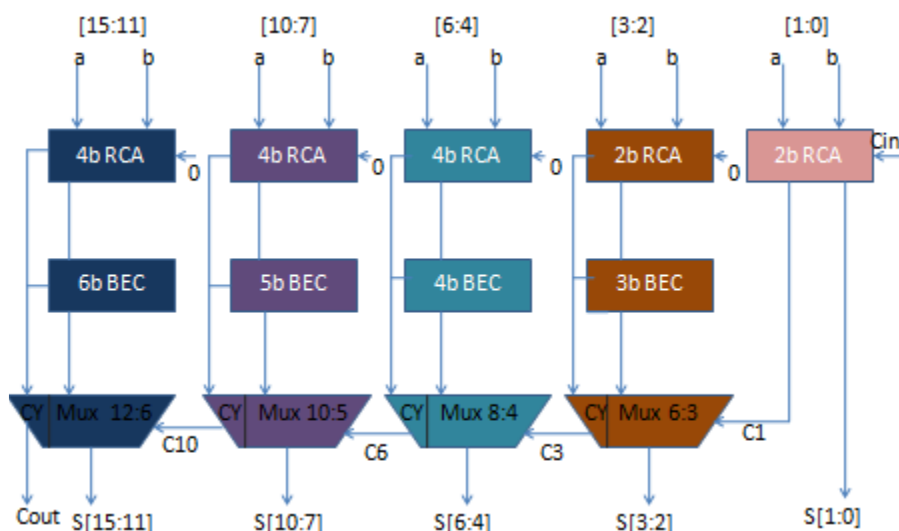 [15:11] [10:7] [6:4] [3:2] [1:0]
a b a b a b a b a b
4b RCA 4b RCA 4b RCA 2b RCA 2b RCA Cin
0 0 0 0
6b BEC 5b BEC 4b BEC 3b BEC
CY Mux 12:6 CY Mux 10:5 CY Mux 8:4 CY Mux 6:3
C10 C6 C3 C1
Cout S[15:11] S[10:7] S[6:4] S[3:2] S[1:0]